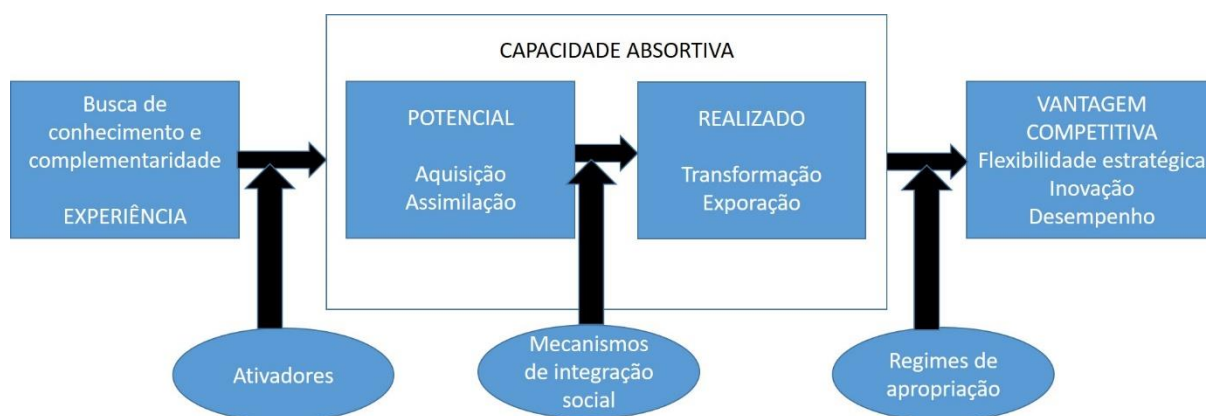 CAPACIDADE ABSORTIVA
Busca de
conhecimento e
complementaridade
EXPERIÊNCIA
POTENCIAL
Aquisição
Assimilação
REALIZADO
Transformação
Exporação
VANTAGEM
COMPETITIVA
Flexibilidade estratégica
Inovação
Desempenho
Ativadores
Mecanismos
de integração
social
Regimes de
apropriação